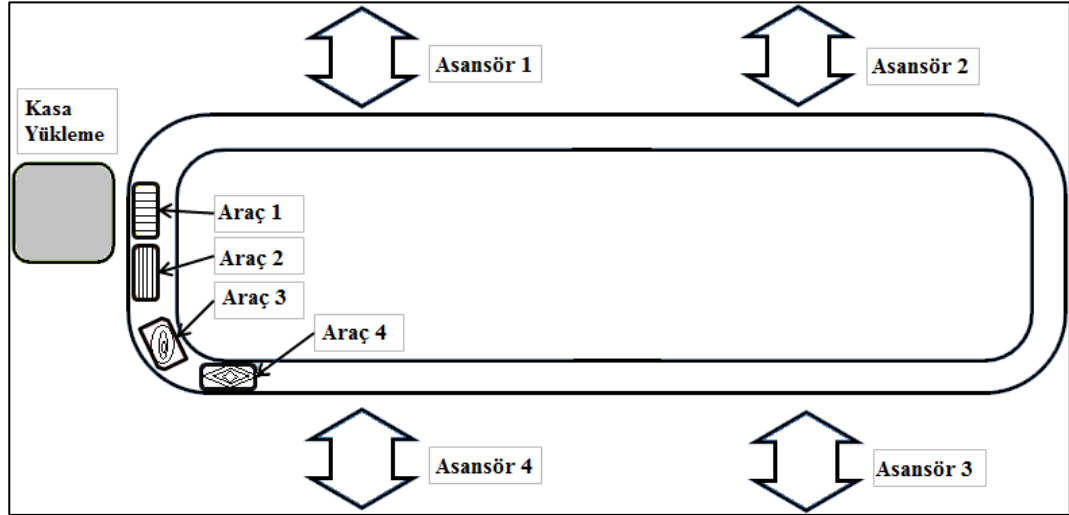 Asansör 1
Asansör 2
Kasa
Yükleme
Araç 1
Araç 2
Araç 3
Araç 4
Asansör 4
Asansör 3